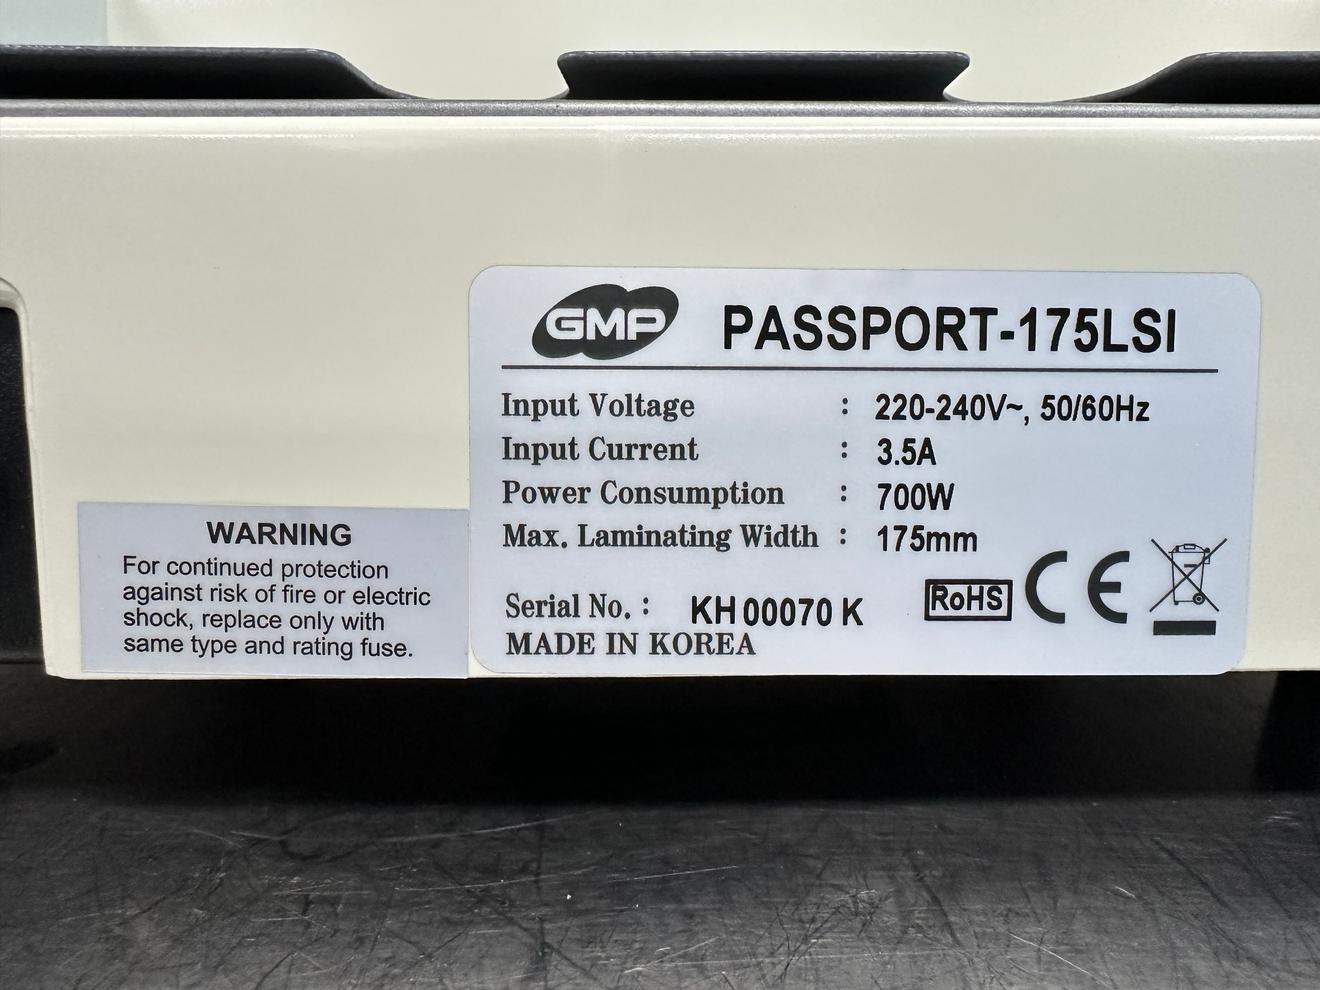 GMP PASSPORT-175LSI
Input Voltage : 220-240V~, 50/60Hz
Input Current : 3.5A
Power Consumption : 700W
Max. Laminating Width : 175mm
Serial No. : KH 00070 K
RoHS CE
MADE IN KOREA
WARNING
For continued protection
against risk of fire or electric
shock, replace only with
same type and rating fuse.